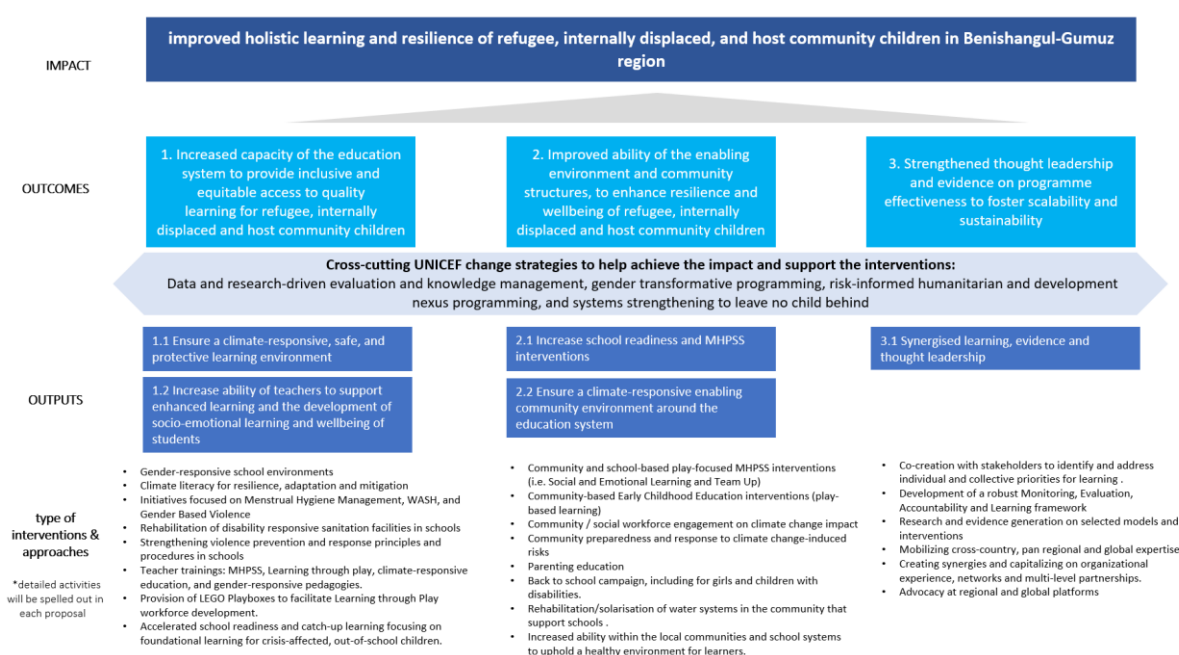 improved holistic learning and resilience of refugee, internally displaced, and host community children in Benishangul-Gumuz
region
IMPACT
OUTCOMES
1. Increased capacity of the education
system to provide inclusive and
equitable access to quality
learning for refugee, internally
displaced and host community children
2. Improved ability of the enabling
environment and community
structures, to enhance resilience and
wellbeing of refugee, internally
displaced and host community children
3. Strengthened thought leadership
and evidence on programme
effectiveness to foster scalability and
sustainability
Cross-cutting UNICEF change strategies to help achieve the impact and support the interventions:
Data and research-driven evaluation and knowledge management, gender transformative programming, risk-informed humanitarian and development
nexus programming, and systems strengthening to leave no child behind
OUTPUTS
1.1 Ensure a climate-responsive, safe, and
protective learning environment
1.2 Increase ability of teachers to support
enhanced learning and the development of
socio-emotional learning and wellbeing of
students
2.1 Increase school readiness and MHPSS
interventions
2.2 Ensure a climate-responsive enabling
community environment around the
education system
3.1 Synergised learning, evidence and
thought leadership
type of
interventions &
approaches
*detailed activities
will be spelled out in
each proposal
• Gender-responsive school environments
• Climate literacy for resilience, adaptation and mitigation
• Initiatives focused on Menstrual Hygiene Management, WASH, and
Gender Based Violence
• Rehabilitation of disability responsive sanitation facilities in schools
• Strengthening violence prevention and response principles and
procedures in schools
• Teacher trainings: MHPSS, Learning through play, climate-responsive
education, and gender-responsive pedagogies.
• Provision of LEGO Playboxes to facilitate Learning through Play
workforce development.
• Accelerated school readiness and catch-up learning focusing on
foundational learning for crisis-affected, out-of-school children.
• Community and school-based play-focused MHPSS interventions
(i.e. Social and Emotional Learning and Team Up)
• Community-based Early Childhood Education interventions (play-
based learning)
• Community / social workforce engagement on climate change impact
• Community preparedness and response to climate change-induced
risks
• Parenting education
• Back to school campaign, including for girls and children with
disabilities.
• Rehabilitation/solarisation of water systems in the community that
support schools .
• Increased ability within the local communities and school systems
to uphold a healthy environment for learners.
• Co-creation with stakeholders to identify and address
individual and collective priorities for learning .
• Development of a robust Monitoring, Evaluation,
Accountability and Learning framework
• Research and evidence generation on selected models and
interventions
• Mobilizing cross-country, pan regional and global expertise
• Creating synergies and capitalizing on organizational
experience, networks and multi-level partnerships.
• Advocacy at regional and global platforms